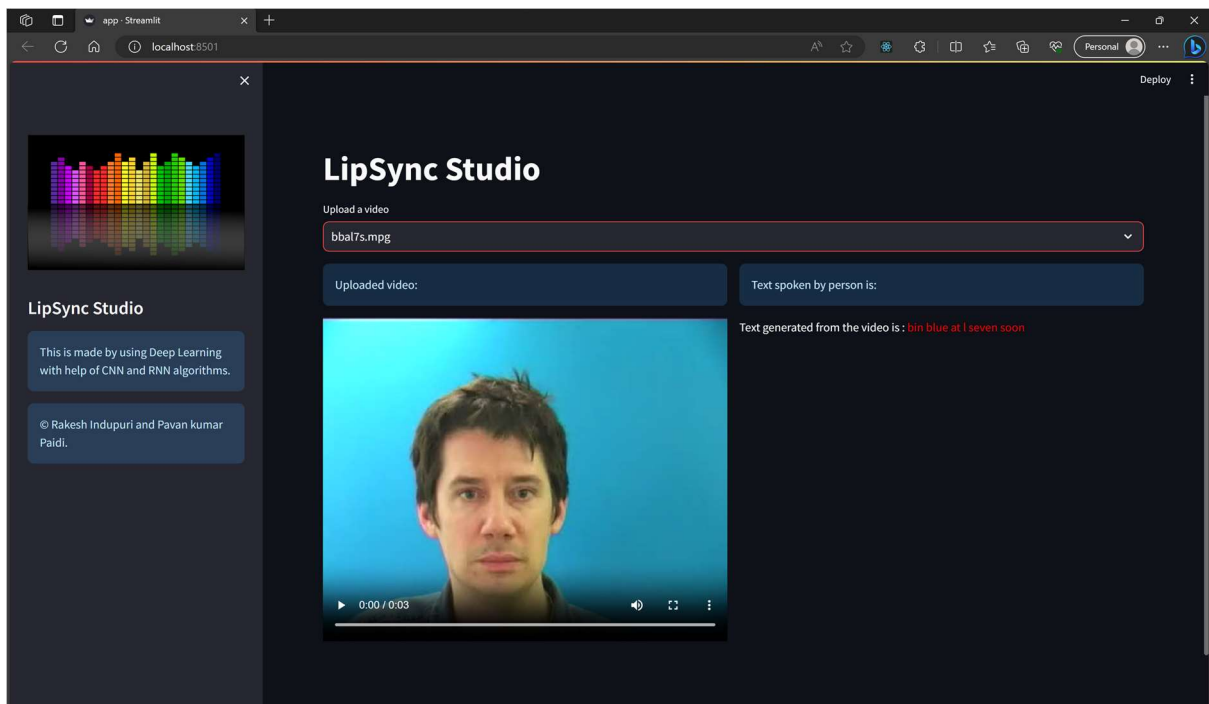 app · Streamlit
localhost:8501
Personal
Deploy
LipSync Studio
This is made by using Deep Learning
with help of CNN and RNN algorithms.
© Rakesh Indupuri and Pavan kumar
Paidi.
LipSync Studio
Upload a video
bbal7s.mpg
Uploaded video:
Text spoken by person is:
Text generated from the video is : bin blue at l seven soon
0:00 / 0:03